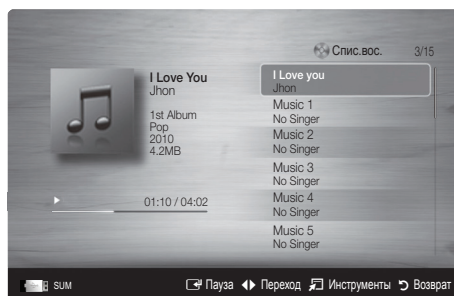 Спис.вос. 3/15
I Love You
Jhon
1st Album
Pop
2010
4.2MB
01:10 / 04:02
I Love you
Jhon
Music 1
No Singer
Music 2
No Singer
Music 3
No Singer
Music 4
No Singer
Music 5
No Singer
SUM Пауза Переход Инструменты Возврат